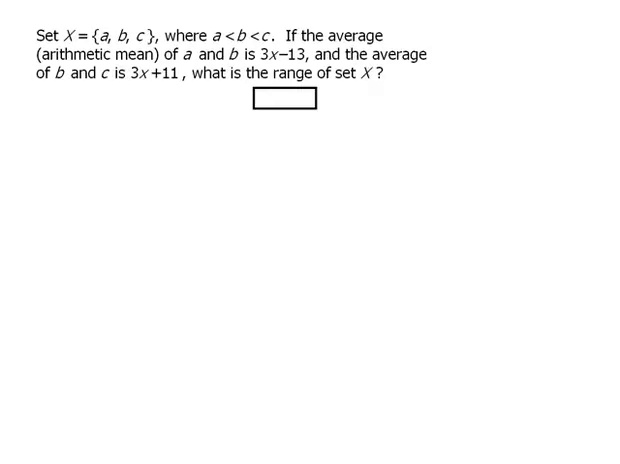 Set X = {a, b, c}, where a < b < c. If the average
(arithmetic mean) of a and b is 3x−13, and the average
of b and c is 3x+11, what is the range of set X?